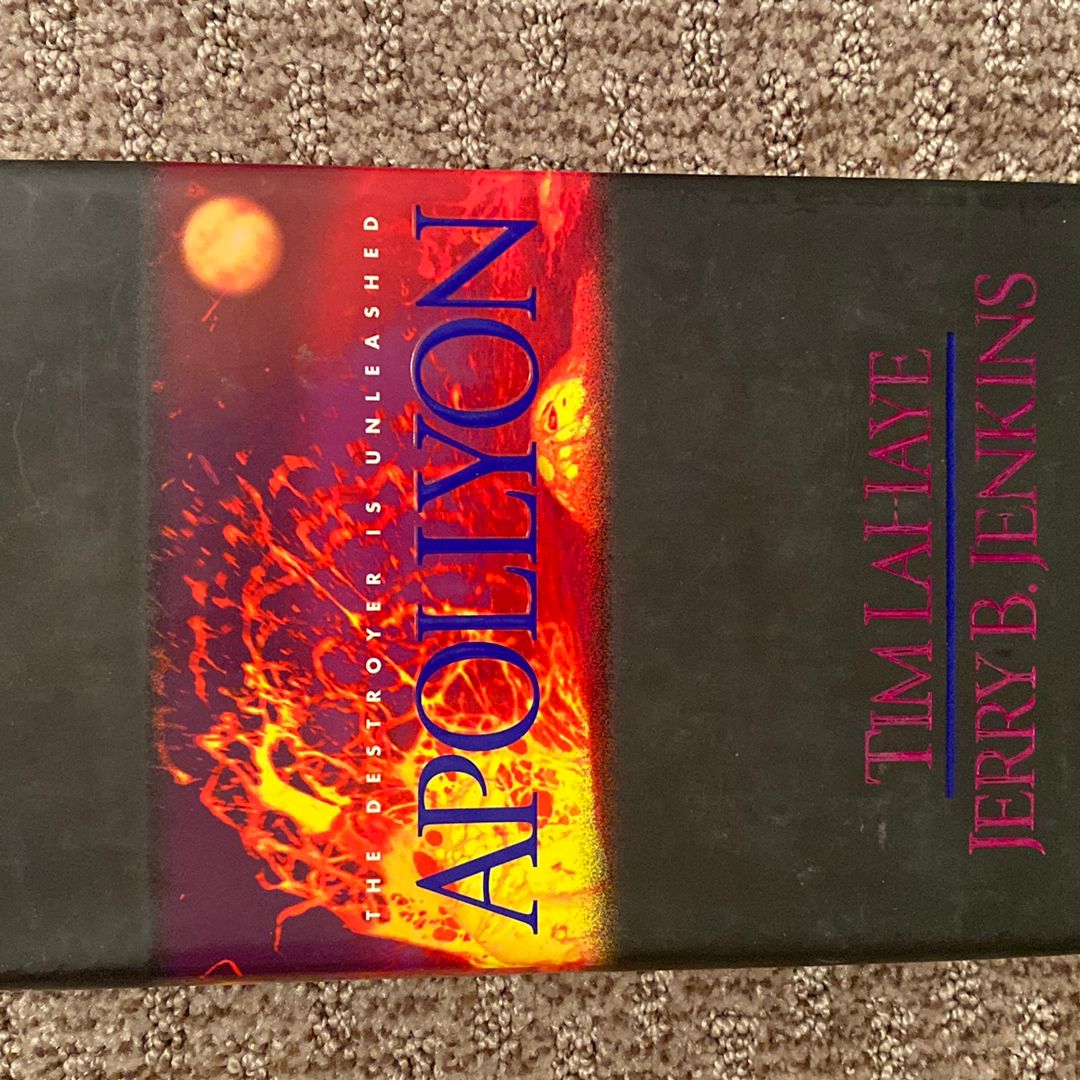 THE DESTROYER IS UNLEASHED
APOLLYON
TIM LAHAYE
JERRY B. JENKINS